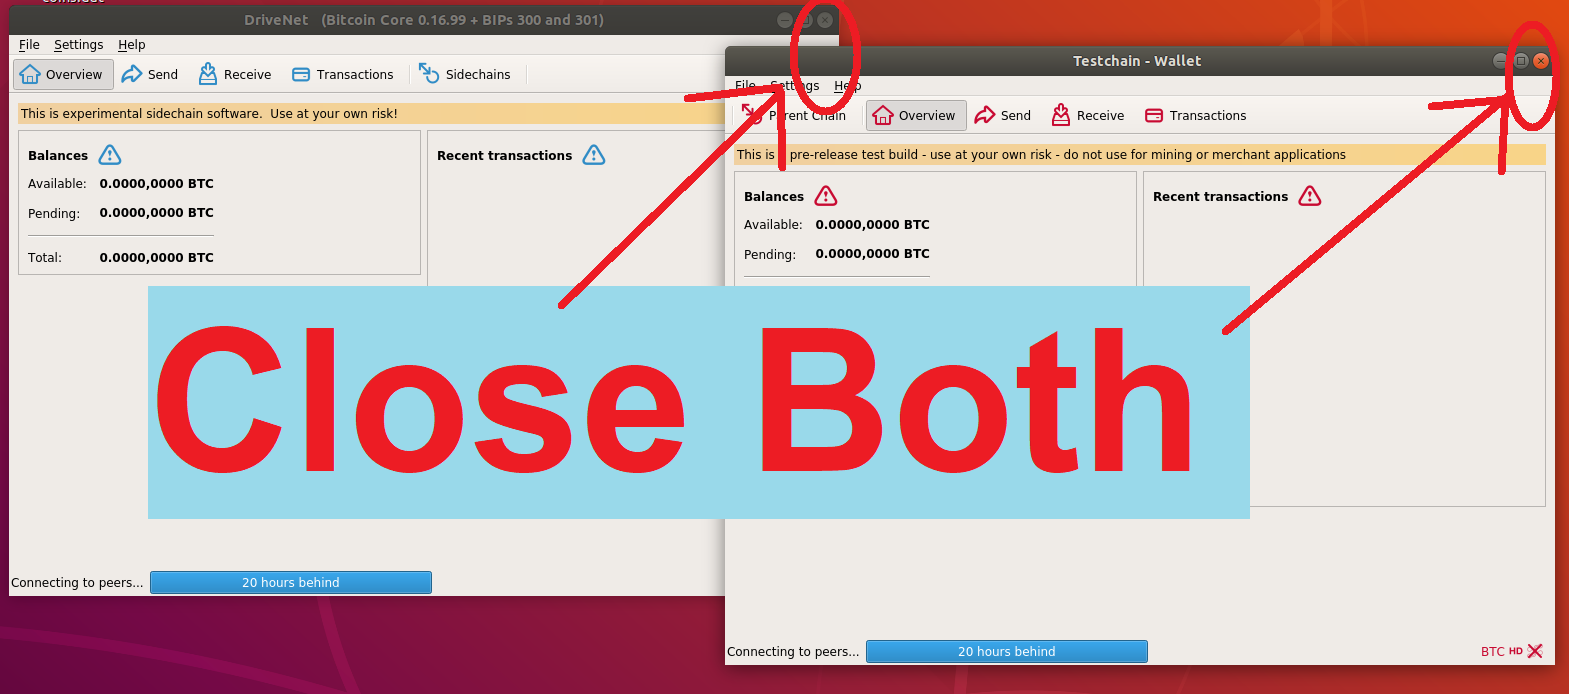 DriveNet (Bitcoin Core 0.16.99 + BIPs 300 and 301)
File Settings Help
Overview Send Receive Transactions Sidechains
This is experimental sidechain software. Use at your own risk!
Balances
Available: 0.0000,0000 BTC
Pending: 0.0000,0000 BTC
Total: 0.0000,0000 BTC
Recent transactions
Connecting to peers... 20 hours behind
Testchain - Wallet
File Settings Help
Parent Chain Overview Send Receive Transactions
This is pre-release test build - use at your own risk - do not use for mining or merchant applications
Balances
Available: 0.0000,0000 BTC
Pending: 0.0000,0000 BTC
Recent transactions
Close Both
Connecting to peers... 20 hours behind
BTC HD